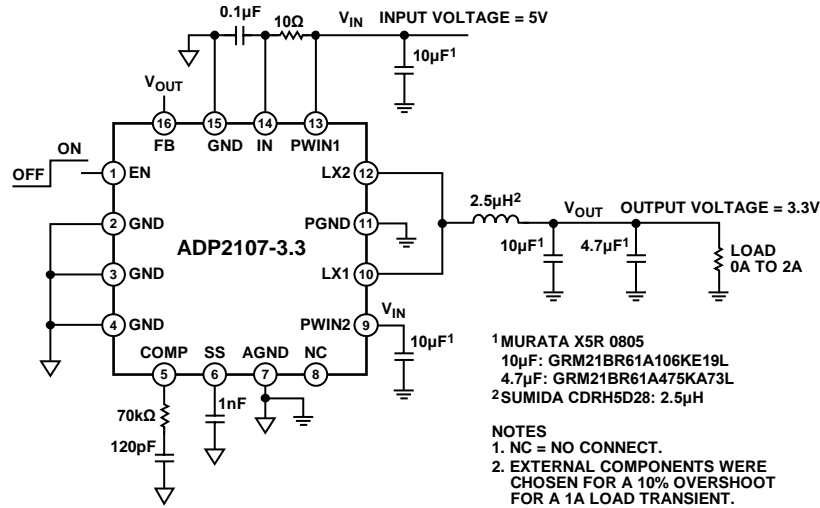 0.1μF
10Ω
VIN INPUT VOLTAGE = 5V
10μF1
VOUT
16
15
14
13
FB
GND
IN
PWIN1
ON
OFF
1
EN
LX2
12
2.5μH2
VOUT OUTPUT VOLTAGE = 3.3V
2
GND
PGND
11
ADP2107-3.3
10μF1
4.7μF1
LOAD
0A TO 2A
3
GND
LX1
10
VIN
4
GND
PWIN2
9
10μF1
COMP
SS
AGND
NC
5
6
7
8
70kΩ
1nF
120pF
1 MURATA X5R 0805
10μF: GRM21BR61A106KE19L
4.7μF: GRM21BR61A475KA73L
2 SUMIDA CDRH5D28: 2.5μH
NOTES
1. NC = NO CONNECT.
2. EXTERNAL COMPONENTS WERE
CHOSEN FOR A 10% OVERSHOOT
FOR A 1A LOAD TRANSIENT.